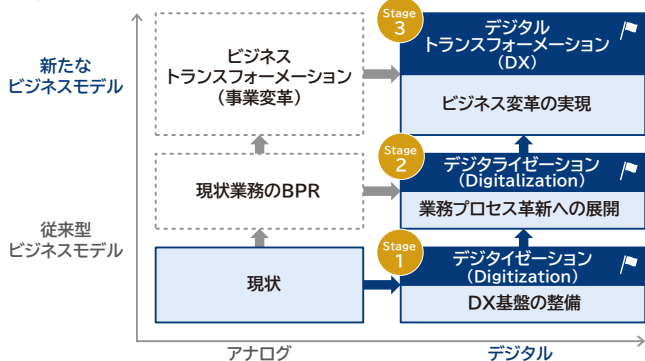 新たな
ビジネスモデル
従来型
ビジネスモデル
ビジネス
トランスフォーメーション
（事業変革）
現状業務のBPR
現状
Stage
3
デジタル
トランスフォーメーション
（DX）
ビジネス変革の実現
Stage
2
デジタライゼーション
（Digitalization）
業務プロセス革新への展開
Stage
1
デジタイゼーション
（Digitization）
DX基盤の整備
アナログ
デジタル